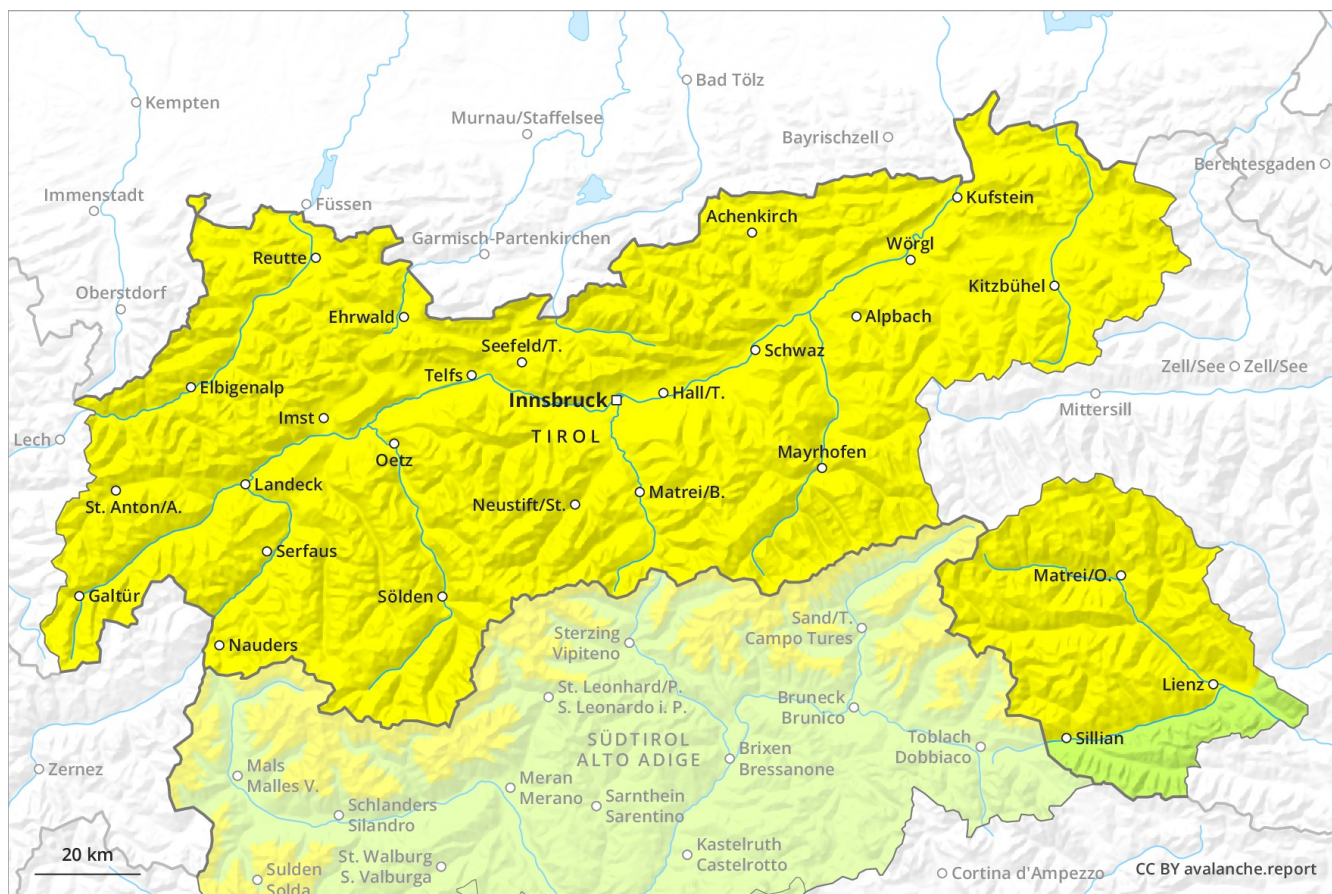 Kempten
Bad Tölz
Murnau/Staffelsee
Bayrischzell
Berchtesgaden
Immenstadt
Füssen
Kufstein
Achenkirch
Garmisch-Partenkirchen
Wörgl
Reutte
Kitzbühel
Oberstdorf
Ehrwald
Alpbach
Seefeld/T.
Schwaz
Zell/See
Zell/See
Telfs
Elbigenalp
Hall/T.
Innsbruck
Mittersill
Imst
TIROL
Lech
Oetz
Mayrhofen
Landeck
St. Anton/A.
Neustift/St.
Matrei/B.
Serfaus
Matrei/O.
Galtür
Sölden
Sand/T.
Campo Tures
Sterzing
Vipiteno
Nauders
Lienz
St. Leonhard/P.
S. Leonardo i. P.
Bruneck
Brunico
SÜDTIROL
ALTO ADIGE
Toblach
Dobbiaco
Sillian
Brixen
Bressanone
Zernez
Mals
Malles V.
Meran
Merano
Sarnthein
Sarentino
Schlanders
Silandro
Kastelruth
Castelrotto
20 km
St. Walburg
S. Valburga
Sulden
Solda
Cortina d'Ampezzo
CC BY avalanche.report